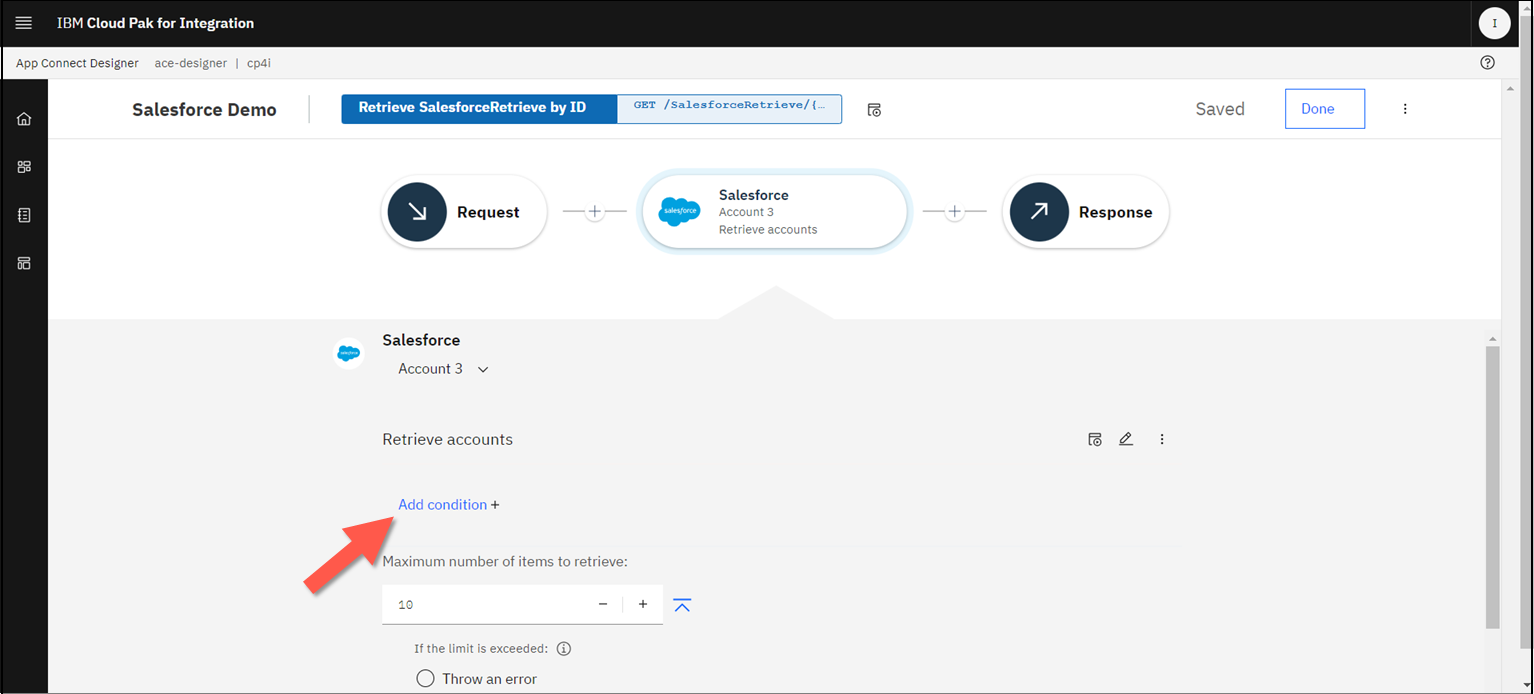 IBM Cloud Pak for Integration
I
App Connect Designer ace-designer | cp4i
Salesforce Demo
Retrieve SalesforceRetrieve by ID
GET /SalesforceRetrieve/{…
Saved
Done
Request
salesforce
Salesforce
Account 3
Retrieve accounts
Response
salesforce
Salesforce
Account 3
Retrieve accounts
Add condition +
Maximum number of items to retrieve:
10
If the limit is exceeded:
Throw an error